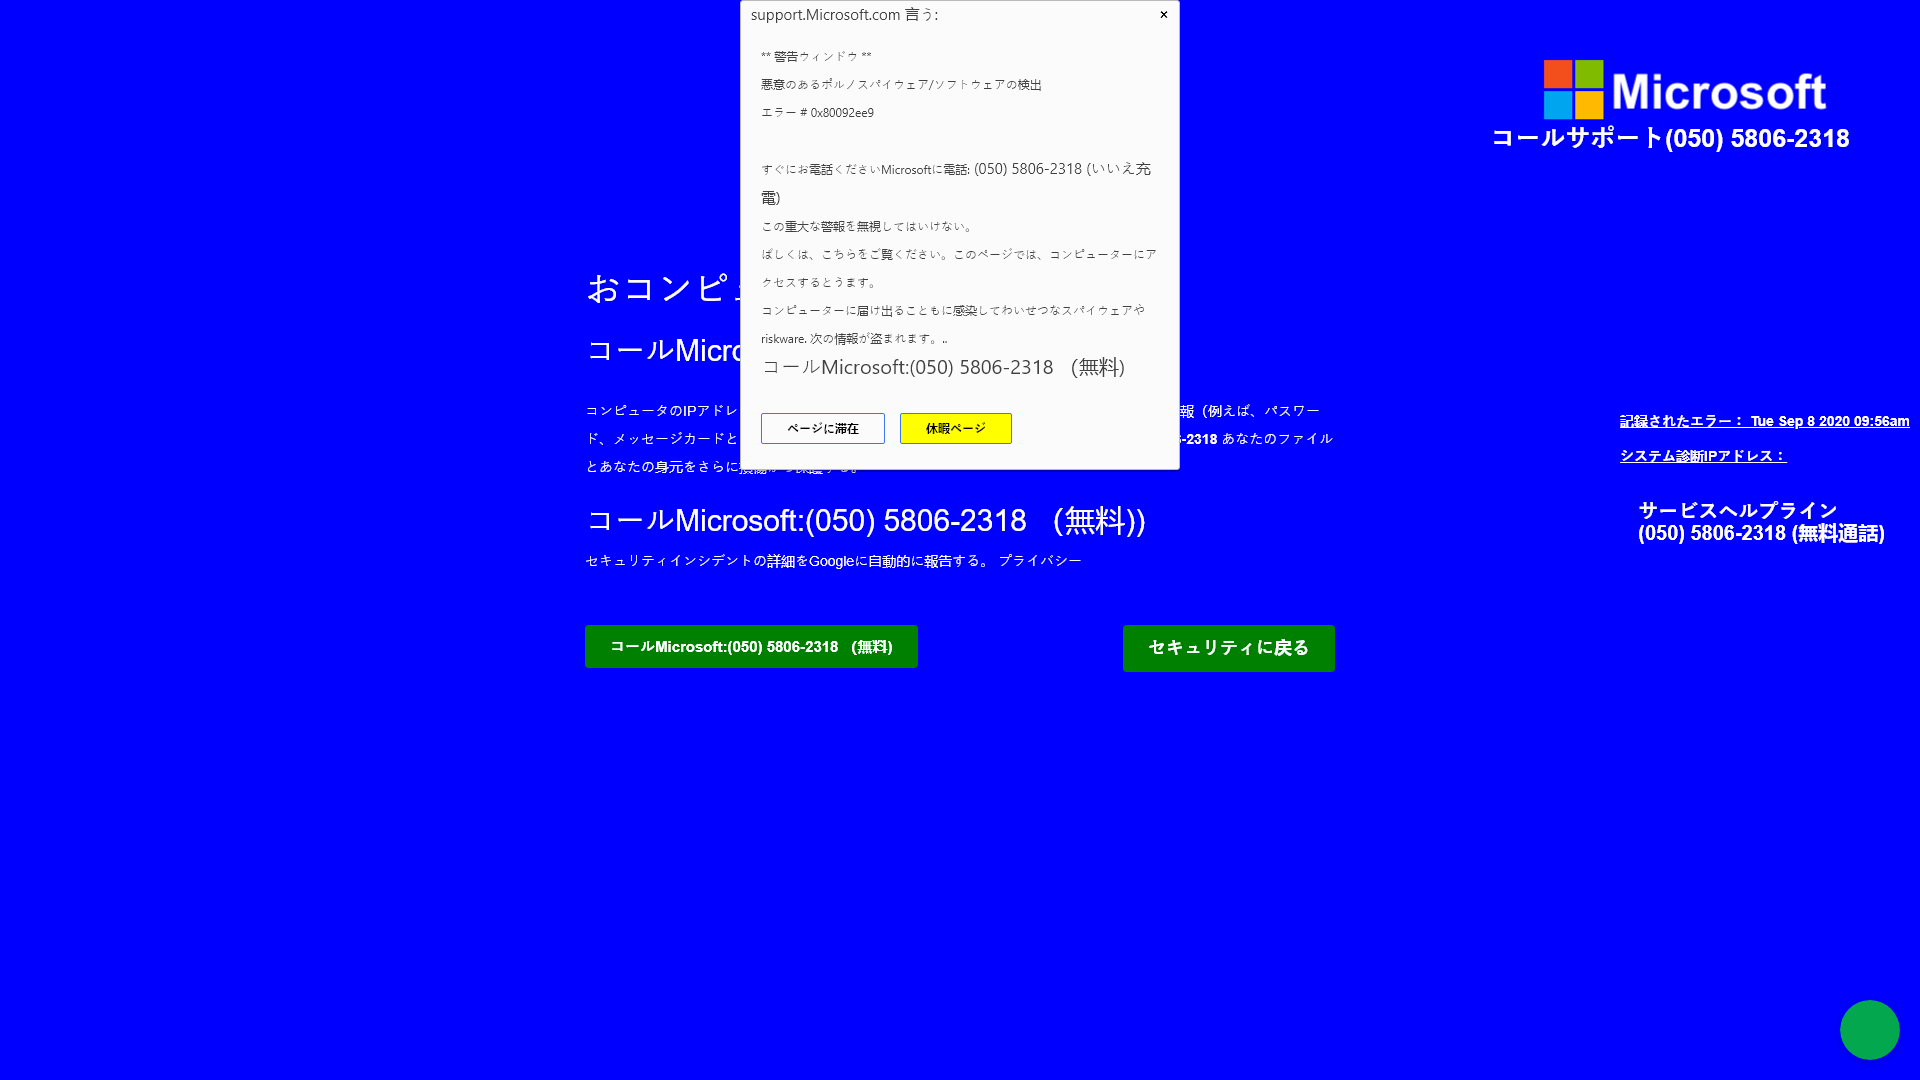 support.Microsoft.com 言う:
×
** 警告ウィンドウ **
悪意のあるポルノスパイウェア/ソフトウェアの検出
エラー # 0x80092ee9
すぐにお電話くださいMicrosoftに電話: (050) 5806-2318 (いいえ充
電)
この重大な警報を無視してはいけない。
ばしくは、こちらをご覧ください。このページでは、コンピューターにア
クセスするとうます。
コンピューターに届け出ることもに感染してわいせつなスパイウェアや
riskware. 次の情報が盗まれます。..
コールMicrosoft:(050) 5806-2318 (無料)
ページに滞在
休暇ページ
Microsoft
コールサポート(050) 5806-2318
おコンピュ
コールMicro
コンピュータのIPアドレ
報（例えば、パスワー
ド、メッセージカードと
-2318 あなたのファイル
とあなたの身元をさらに
コールMicrosoft:(050) 5806-2318 (無料))
セキュリティインシデントの詳細をGoogleに自動的に報告する。 プライバシー
コールMicrosoft:(050) 5806-2318 (無料)
セキュリティに戻る
記録されたエラー： Tue Sep 8 2020 09:56am
システム診断IPアドレス：
サービスヘルプライン
(050) 5806-2318 (無料通話)